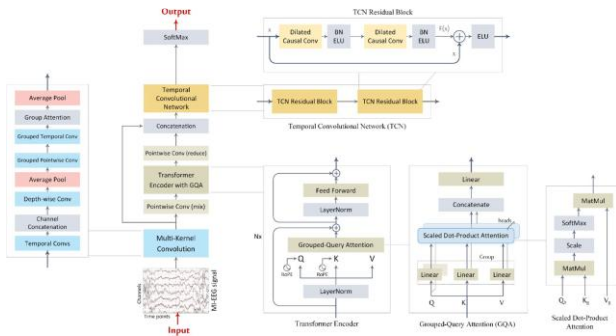 Output
SoftMax
Temporal
Convolutional
Network
Concatenation
Pointwise Conv (reduce)
Transformer
Encoder with GQA
Pointwise Conv (mix)
Multi-Kernel
Convolution
MI-EEG signal
Channels
Time points
Input
Average Pool
Group Attention
Grouped Temporal Conv
Grouped Pointwise Conv
Average Pool
Depth-wise Conv
Channel
Concatenation
Temporal Convs
TCN Residual Block
x
Dilated
Causal Conv
BN
ELU
Dilated
Causal Conv
BN
ELU
F(x)
+
ELU
x
TCN Residual Block
TCN Residual Block
Temporal Convolutional Network (TCN)
Nx
+
Feed Forward
LayerNorm
+
Grouped-Query Attention
Q
K
V
RoPE
RoPE
LayerNorm
Transformer Encoder
Linear
Concatenate
heads
Scaled Dot-Product Attention
Group
Linear
Linear
Linear
Q
K
V
Grouped-Query Attention (GQA)
MatMul
SoftMax
Scale
MatMul
Scaled Dot-Product
Attention